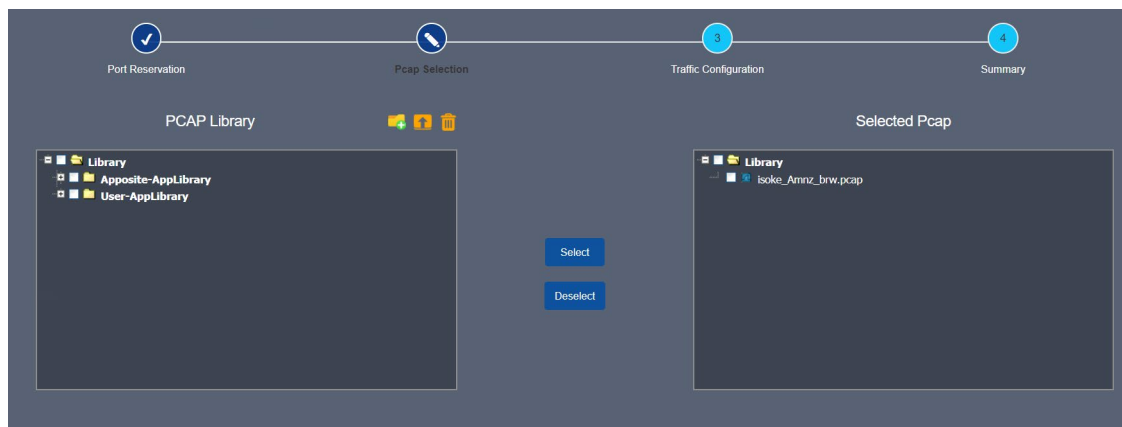 3
4
Port Reservation
Pcap Selection
Traffic Configuration
Summary
PCAP Library
Selected Pcap
Library
Apposite-AppLibrary
User-AppLibrary
Library
isoke_Amnz_brw.pcap
Select
Deselect